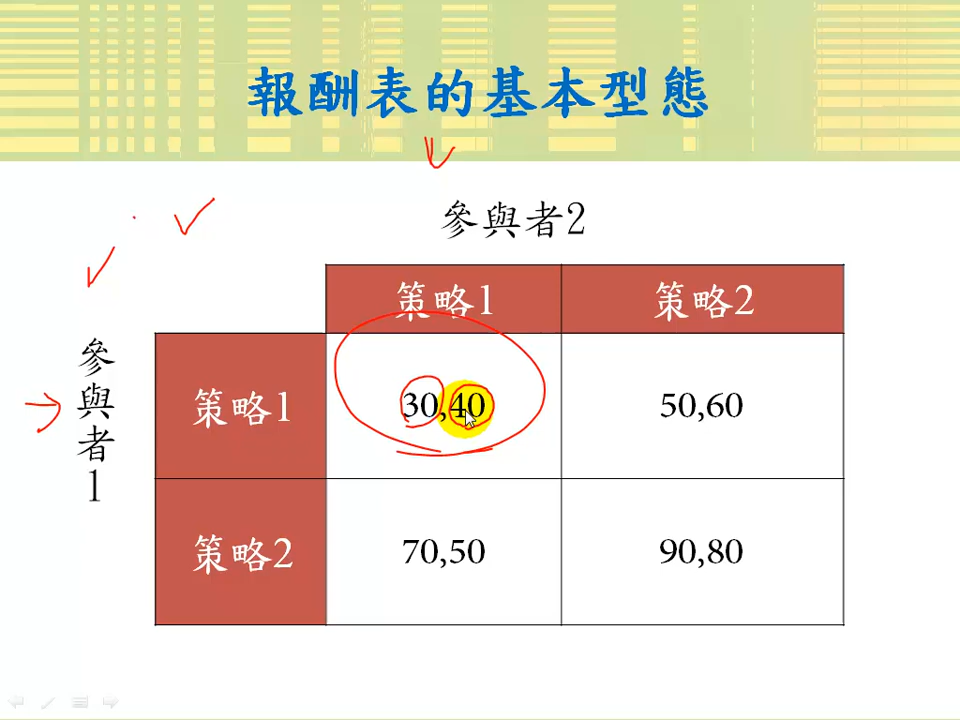 報酬表的基本型態
參與者2
策略1 策略2
參與者1
策略1 30,40 50,60
策略2 70,50 90,80